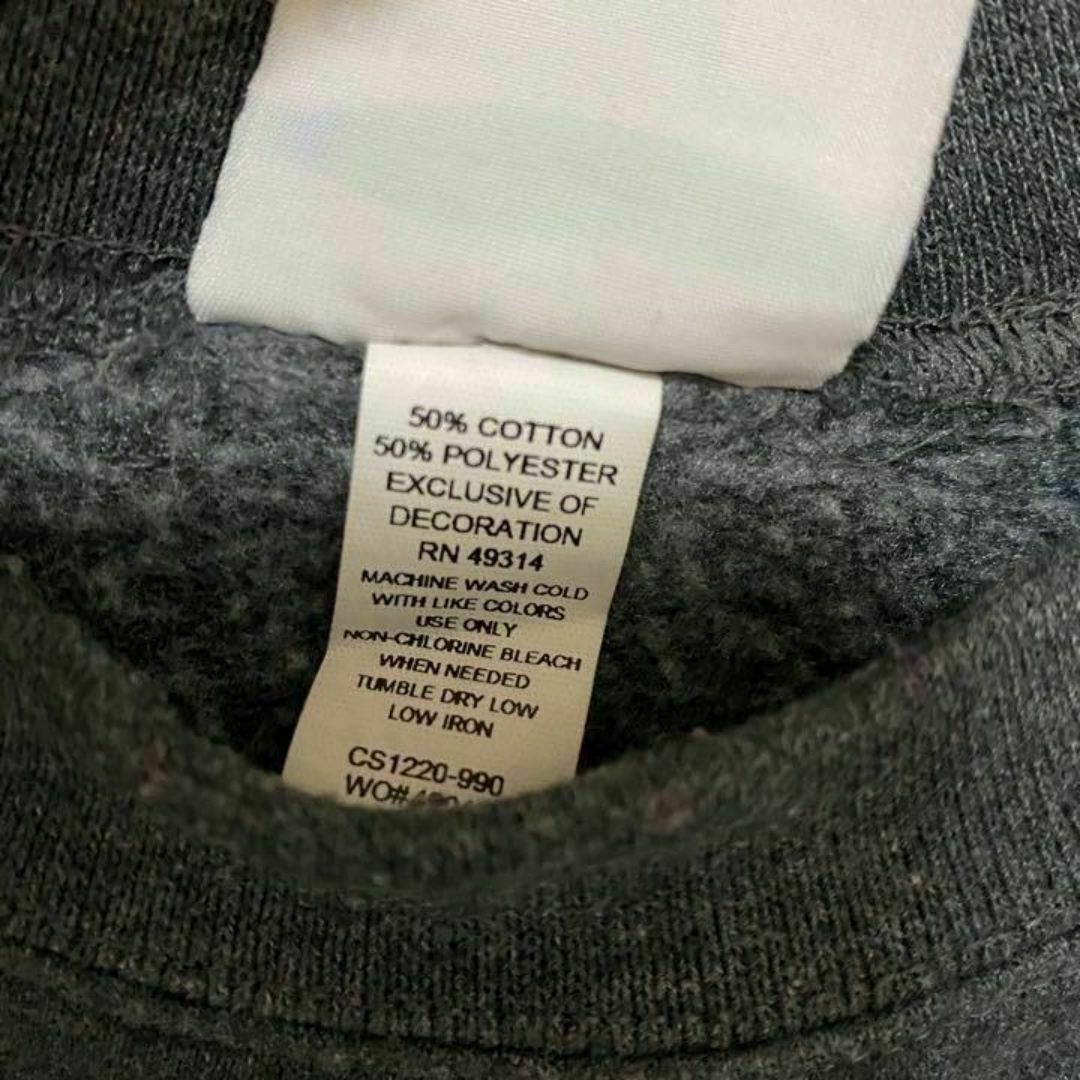 50% COTTON
50% POLYESTER
EXCLUSIVE OF
DECORATION
RN 49314
MACHINE WASH COLD
WITH LIKE COLORS
USE ONLY
NON-CHLORINE BLEACH
WHEN NEEDED
TUMBLE DRY LOW
LOW IRON
CS1220-990
WO#